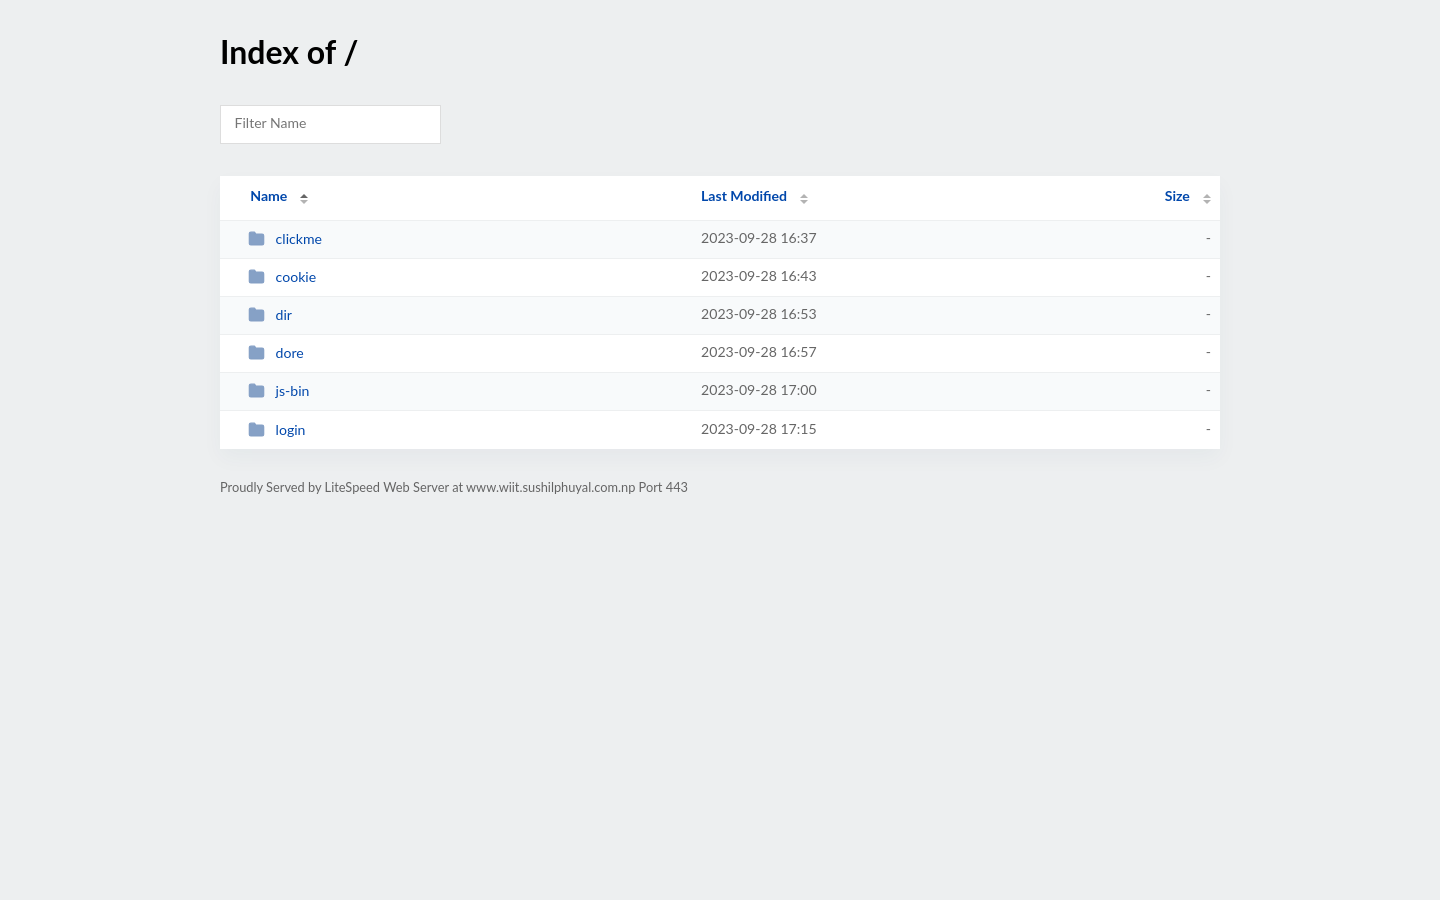 Index of /
Filter Name
Name Last Modified Size
clickme 2023-09-28 16:37 -
cookie 2023-09-28 16:43 -
dir 2023-09-28 16:53 -
dore 2023-09-28 16:57 -
js-bin 2023-09-28 17:00 -
login 2023-09-28 17:15 -
Proudly Served by LiteSpeed Web Server at www.wiit.sushilphuyal.com.np Port 443